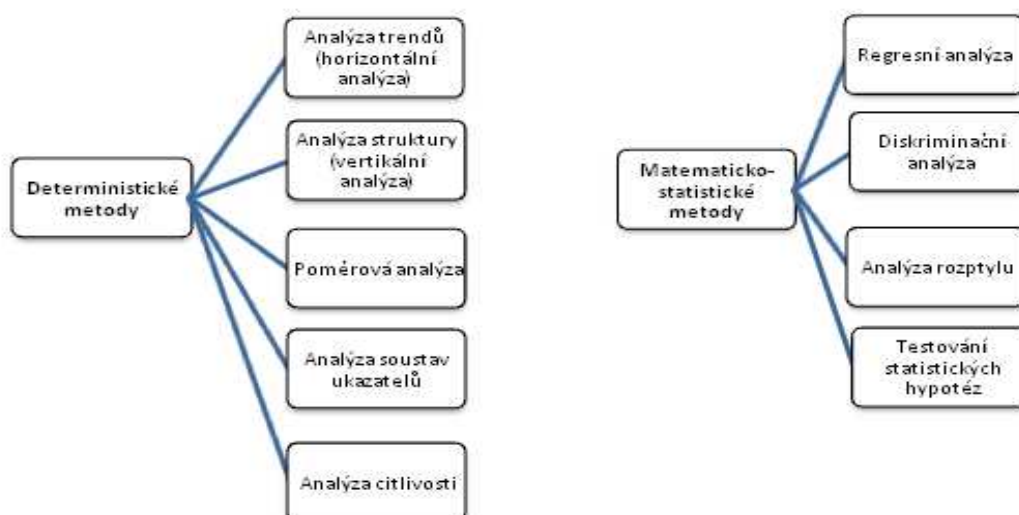 Deterministické
metody
Analýza trendů
(horizontální
analýza)
Analýza struktury
(vertikální
analýza)
Poměrová analýza
Analýza soustav
ukazatelů
Analýza citlivosti
Matematicko-
statistické
metody
Regresní analýza
Diskriminační
analýza
Analýza rozptylu
Testování
statistických
hypotéz